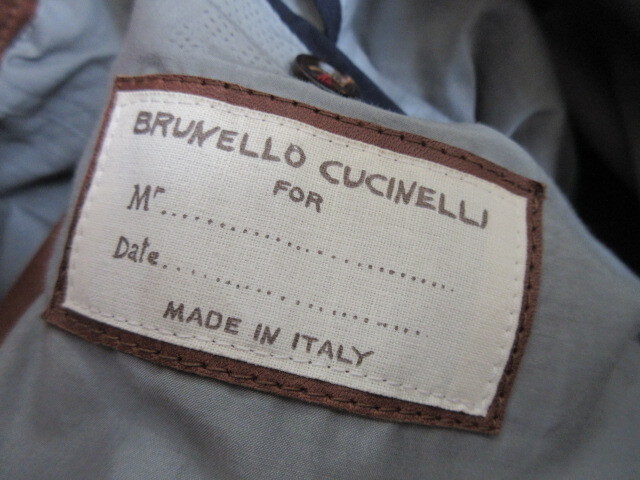 BRUNELLO CUCINELLI
FOR
Mr....................................
Date....................................
MADE IN ITALY